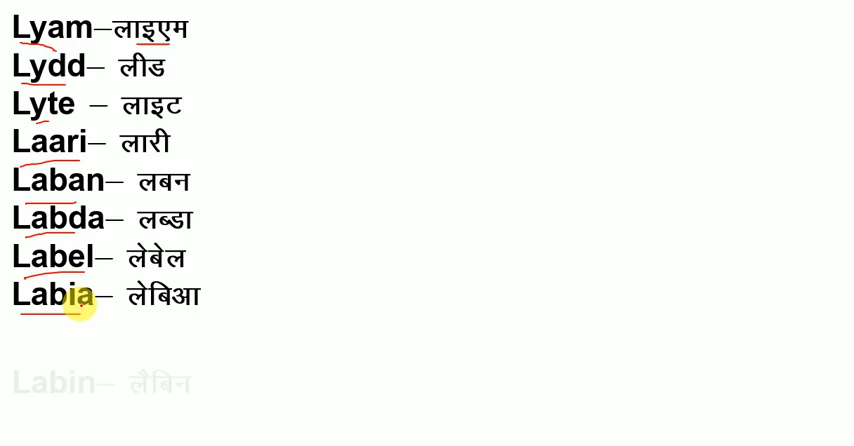 Lyam–लाइएम
Lydd– लीड
Lyte – लाइट
Laari– लारी
Laban– लबन
Labda– लब्डा
Label– लेबेल
Labia– लेबिआ
Labin– लैबिन